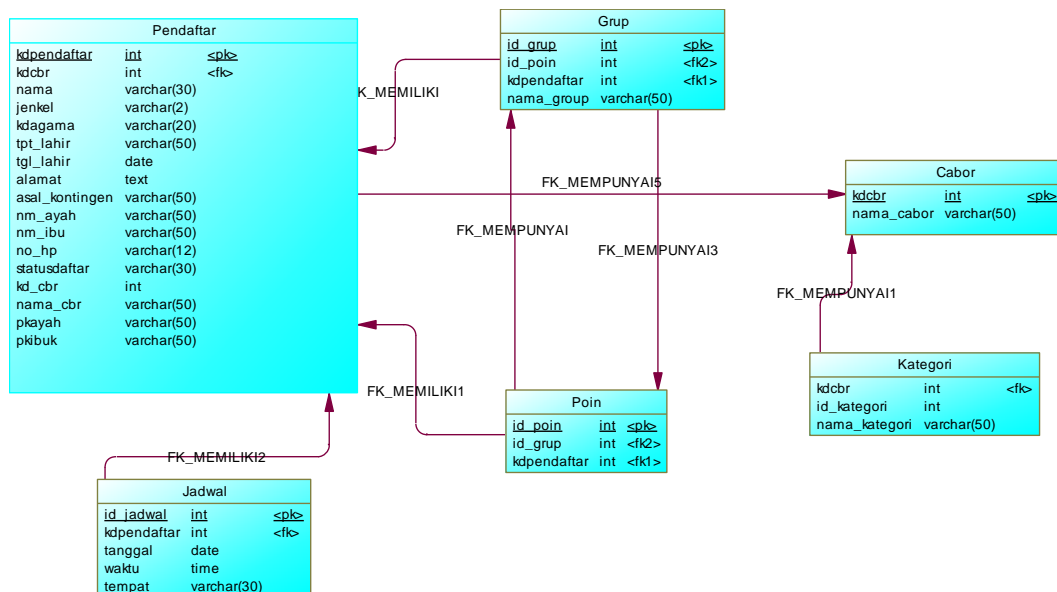 Pendaftar
kdpendaftar int <pk>
kdcbr int <fk>
nama varchar(30)
jenkel varchar(2)
kdagama varchar(20)
tpt_lahir varchar(50)
tgl_lahir date
alamat text
asal_kontingen varchar(50)
nm_ayah varchar(50)
nm_ibu varchar(50)
no_hp varchar(12)
statusdaftar varchar(30)
kd_cbr int
nama_cbr varchar(50)
pkayah varchar(50)
pkibuk varchar(50)
K_MEMILIKI
Grup
id_grup int <pk>
id_poin int <fk2>
kdpendaftar int <fk1>
nama_group varchar(50)
FK_MEMPUNYAI5
FK_MEMPUNYAI
FK_MEMPUNYAI3
Cabor
kdcbr int <pk>
nama_cabor varchar(50)
FK_MEMPUNYAI1
Kategori
kdcbr int <fk>
id_kategori int
nama_kategori varchar(50)
FK_MEMILIKI1
Poin
id_poin int <pk>
id_grup int <fk2>
kdpendaftar int <fk1>
FK_MEMILIKI2
Jadwal
id_jadwal int <pk>
kdpendaftar int <fk>
tanggal date
waktu time
tempat varchar(30)